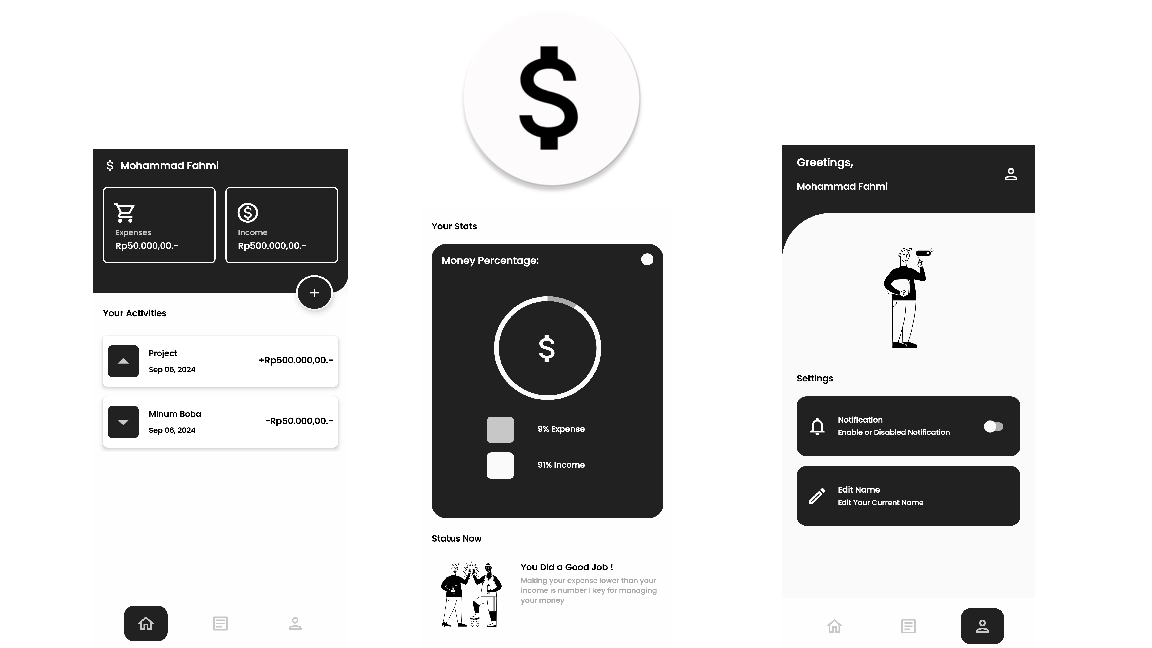 $
$ Mohammad Fahmi
Expenses
Rp50.000,00.-
$
Income
Rp500.000,00.-
+
Your Activities
Project
Sep 06, 2024
+Rp500.000,00.-
Minum Boba
Sep 06, 2024
-Rp50.000,00.-
Your Stats
Money Percentage:
$
9% Expense
91% Income
Status Now
You Did a Good Job !
Making your expense lower than your
income is number 1 key for managing
your money
Greetings,
Mohammad Fahmi
Settings
Notification
Enable or Disabled Notification
Edit Name
Edit Your Current Name